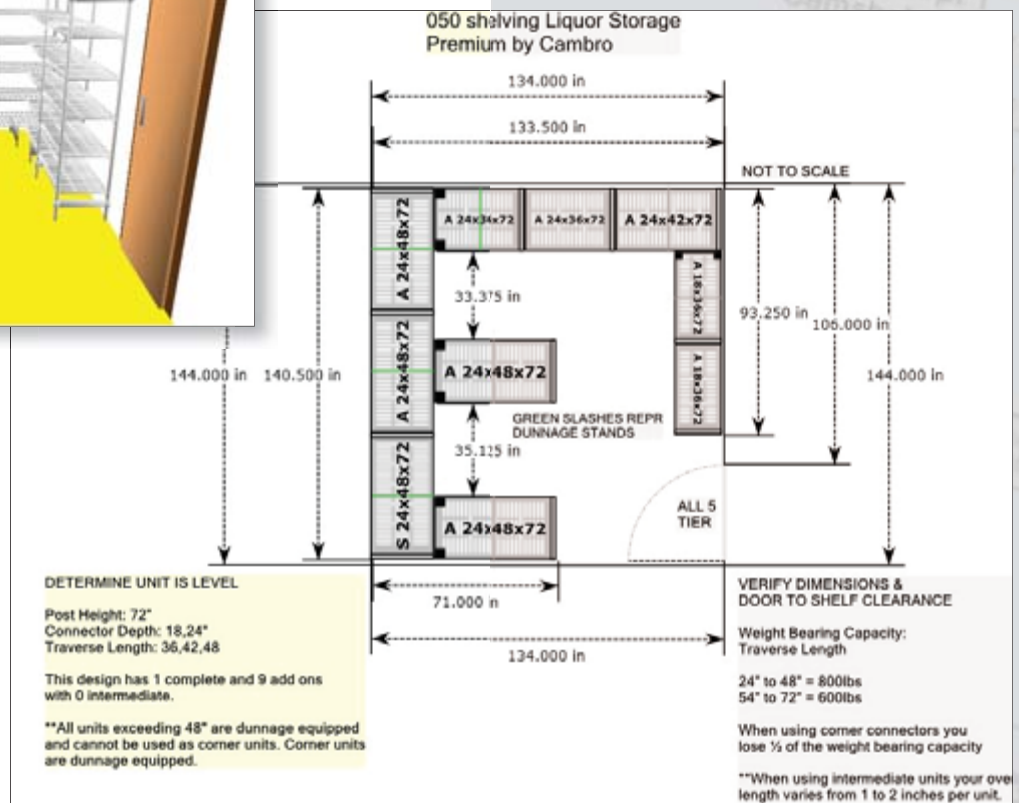 050 shelving Liquor Storage
Premium by Cambro
134.000 in
133.500 in
NOT TO SCALE
A 24x48x72
A 24x36x72
A 24x36x72
A 24x42x72
A 18x36x72
33.375 in
93.250 in
106.000 in
144.000 in
140.500 in
A 24x48x72
A 24x48x72
A 18x36x72
144.000 in
GREEN SLASHES REPR
DUNNAGE STANDS
35.125 in
S 24x48x72
A 24x48x72
ALL 5
TIER
71.000 n
134.000 in
DETERMINE UNIT IS LEVEL
Post Height: 72"
Connector Depth: 18,24"
Traverse Length: 36,42,48
This design has 1 complete and 9 add ons
with 0 intermediate.
**All units exceeding 48" are dunnage equipped
and cannot be used as corner units. Corner units
are dunnage equipped.
VERIFY DIMENSIONS &
DOOR TO SHELF CLEARANCE
Weight Bearing Capacity:
Traverse Length
24" to 48" = 800lbs
54" to 72" = 600lbs
When using corner connectors you
lose ½ of the weight bearing capacity
**When using intermediate units your ove
length varies from 1 to 2 inches per unit.